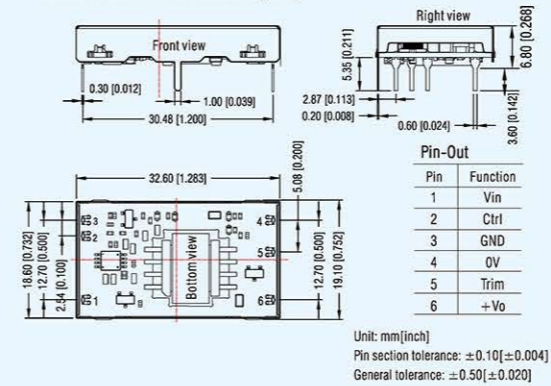 Front view
0.30 [0.012]
1.00 [0.039]
30.48 [1.200]
Right view
5.35 [0.211]
6.80 [0.268]
2.87 [0.113]
0.20 [0.008]
0.60 [0.024]
3.60 [0.142]
32.60 [1.283]
5.08 [0.200]
18.60 [0.732]
12.70 [0.500]
2.54 [0.100]
3
2
1
Bottom view
4
5
6
12.70 [0.500]
19.10 [0.752]
Pin-Out
Pin Function
1 Vin
2 Ctrl
3 GND
4 0V
5 Trim
6 +Vo
Unit: mm[inch]
Pin section tolerance: ±0.10[±0.004]
General tolerance: ±0.50[±0.020]